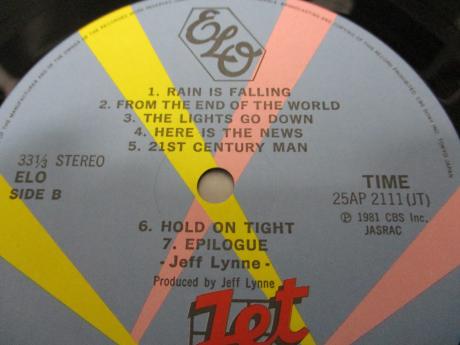 ELO
1. RAIN IS FALLING
2. FROM THE END OF THE WORLD
3. THE LIGHTS GO DOWN
4. HERE IS THE NEWS
5. 21ST CENTURY MAN
33⅓ STEREO
ELO
SIDE B
TIME
25AP 2111 (JT)
Ⓟ 1981 CBS Inc.
JASRAC
6. HOLD ON TIGHT
7. EPILOGUE
- Jeff Lynne -
Produced by Jeff Lynne
Jet